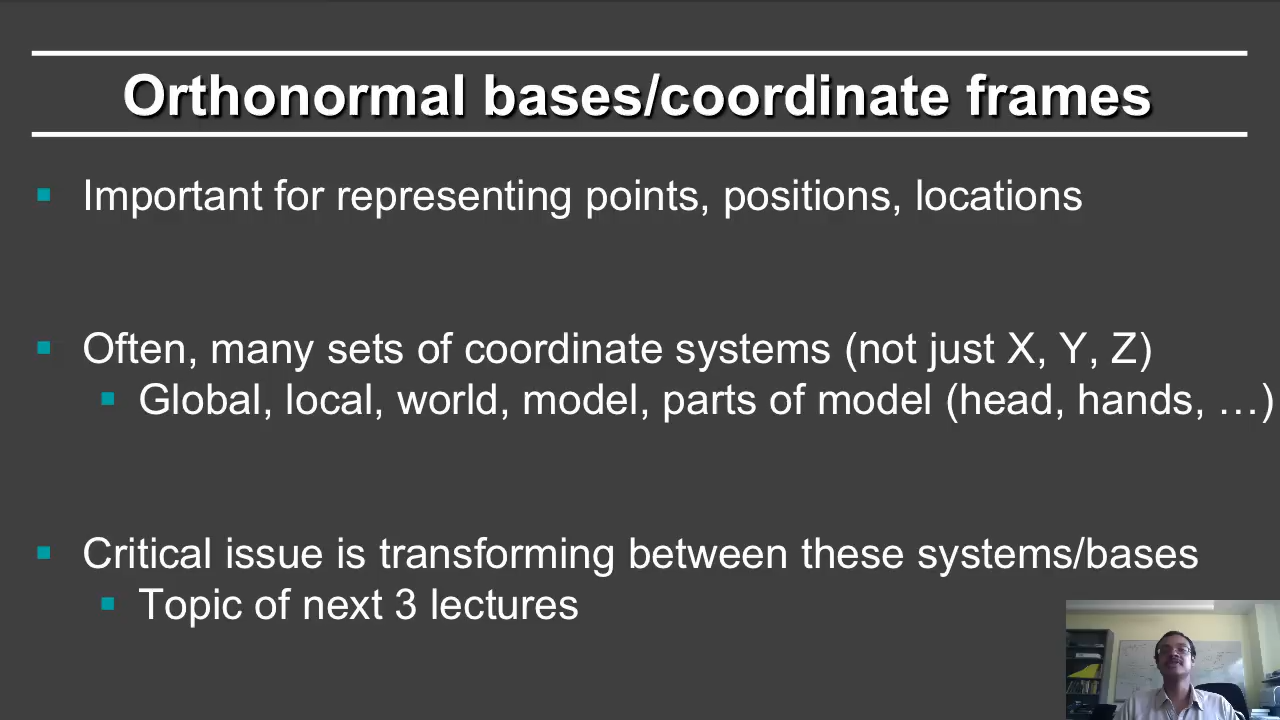 Orthonormal bases/coordinate frames
Important for representing points, positions, locations
Often, many sets of coordinate systems (not just X, Y, Z)
Global, local, world, model, parts of model (head, hands, …)
Critical issue is transforming between these systems/bases
Topic of next 3 lectures